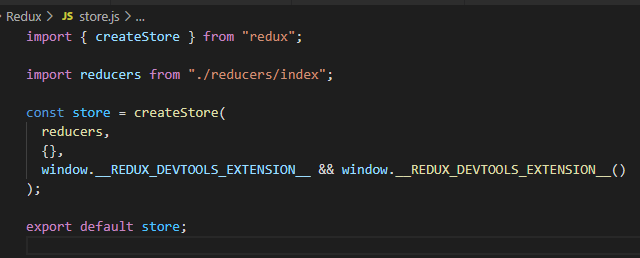 Redux > JS store.js > ...
import { createStore } from "redux";
import reducers from "./reducers/index";
const store = createStore(
reducers,
{},
window.__REDUX_DEVTOOLS_EXTENSION__ && window.__REDUX_DEVTOOLS_EXTENSION__()
);
export default store;